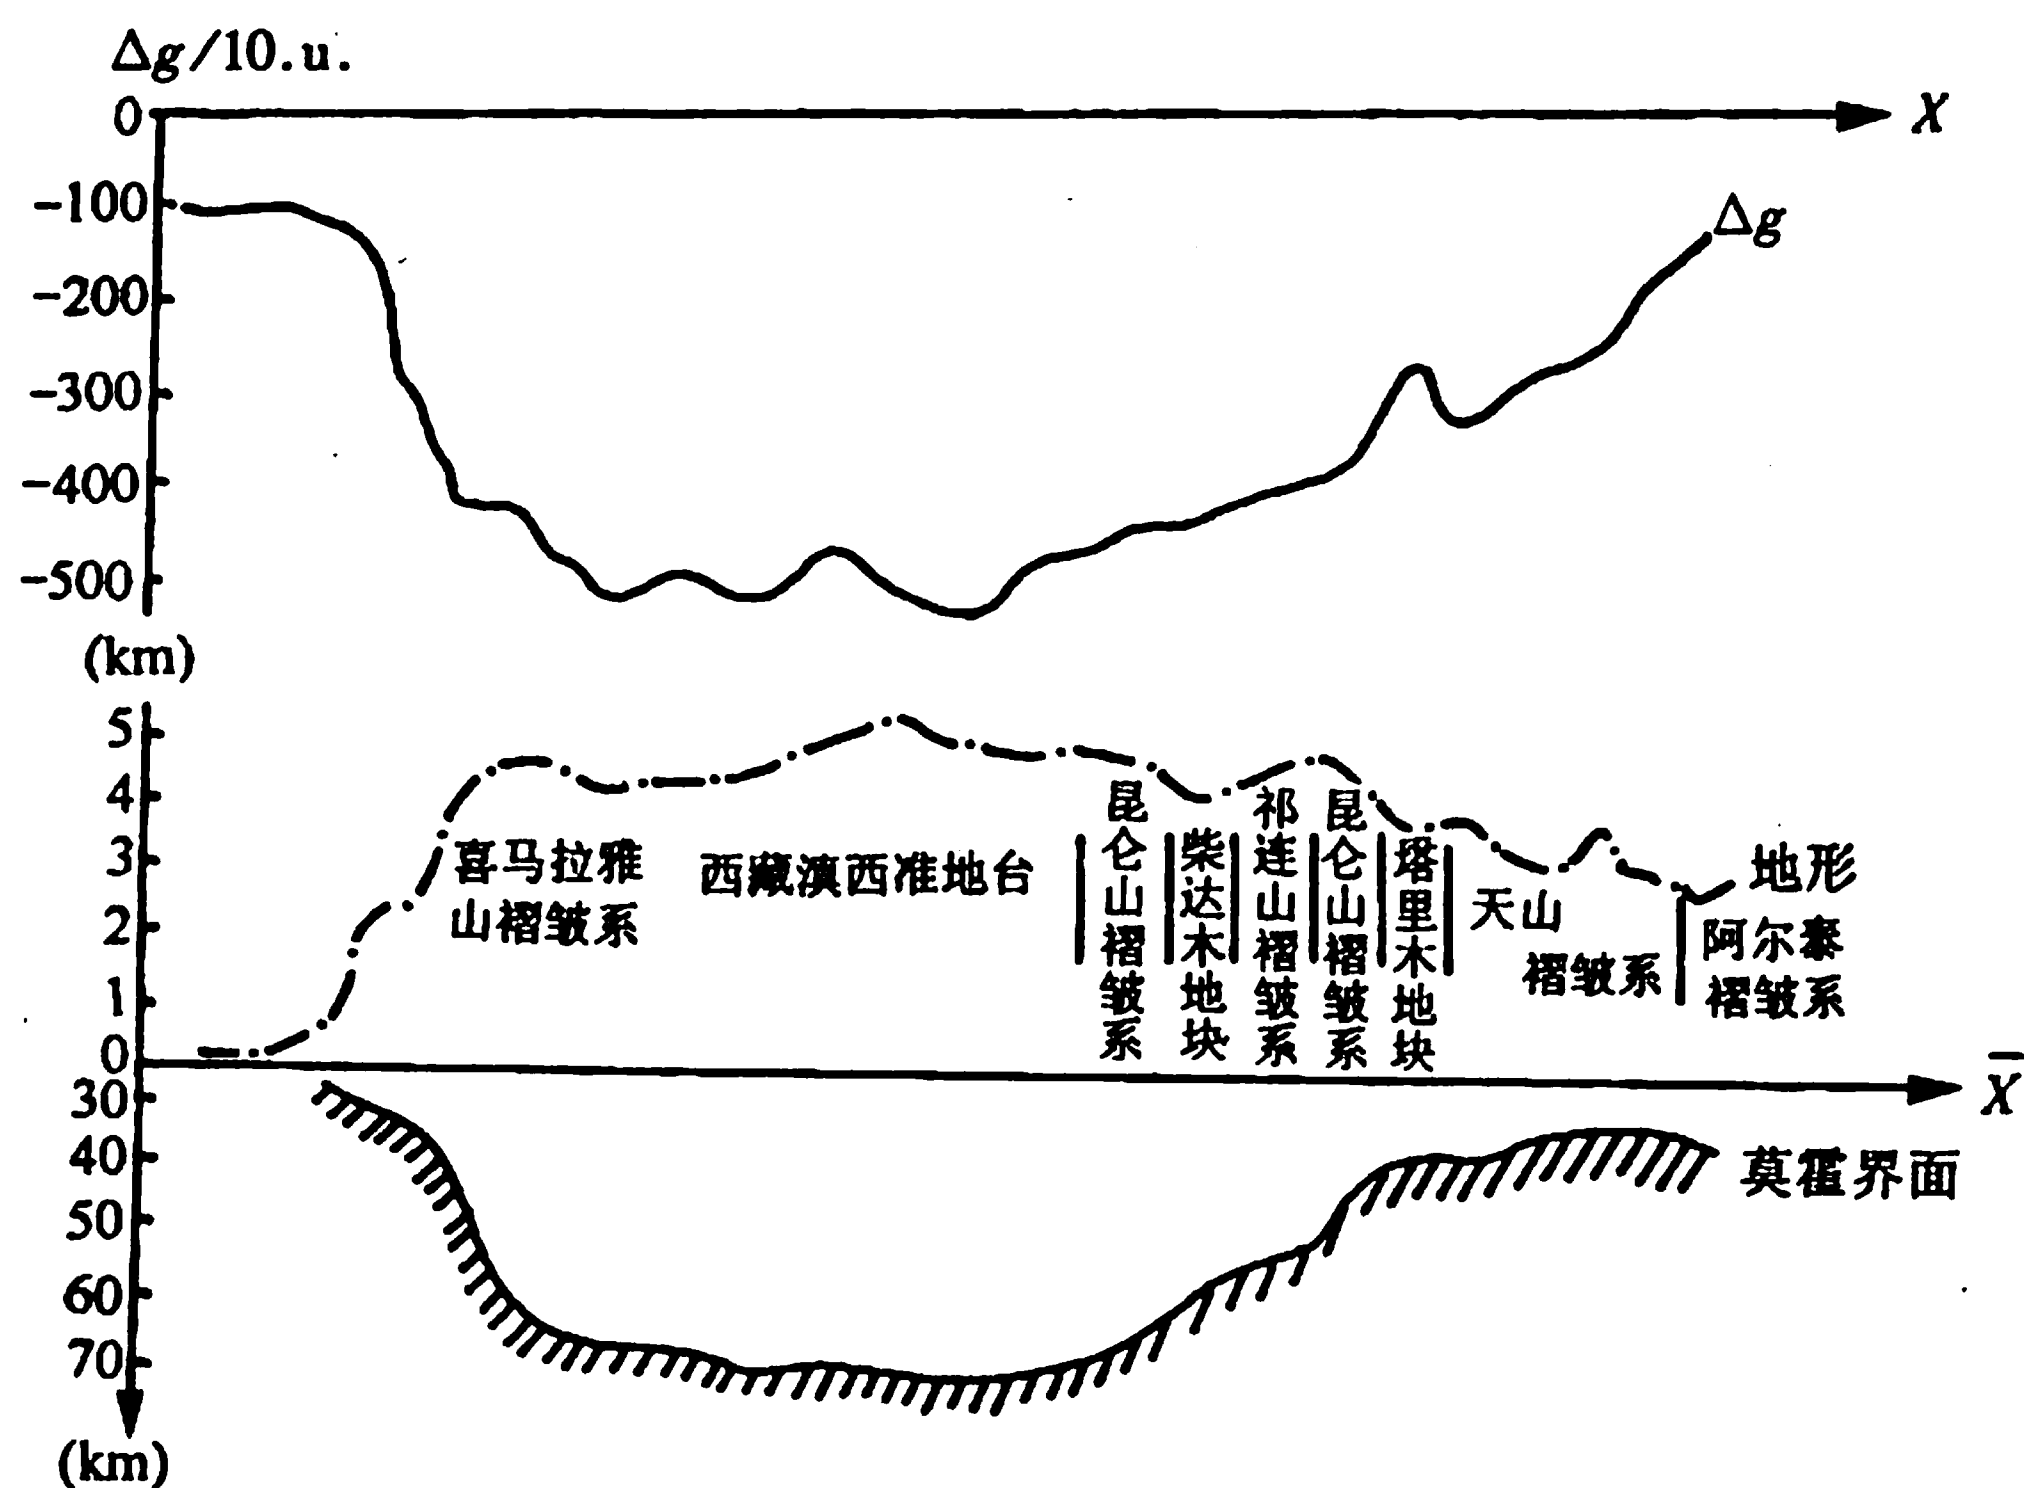 Δg/10.u.
0
X
-100
-200
-300
-400
-500
Δg
(km)
5
4
3
2
1
0
喜马拉雅
山褶皱系
西藏滇西准地台
昆仑山褶皱系
柴达木地块
祁连山褶皱系
昆仑山褶皱系
塔里木地块
天山
褶皱系
地形
阿尔泰
褶皱系
X̅
30
40
50
60
70
(km)
莫霍界面